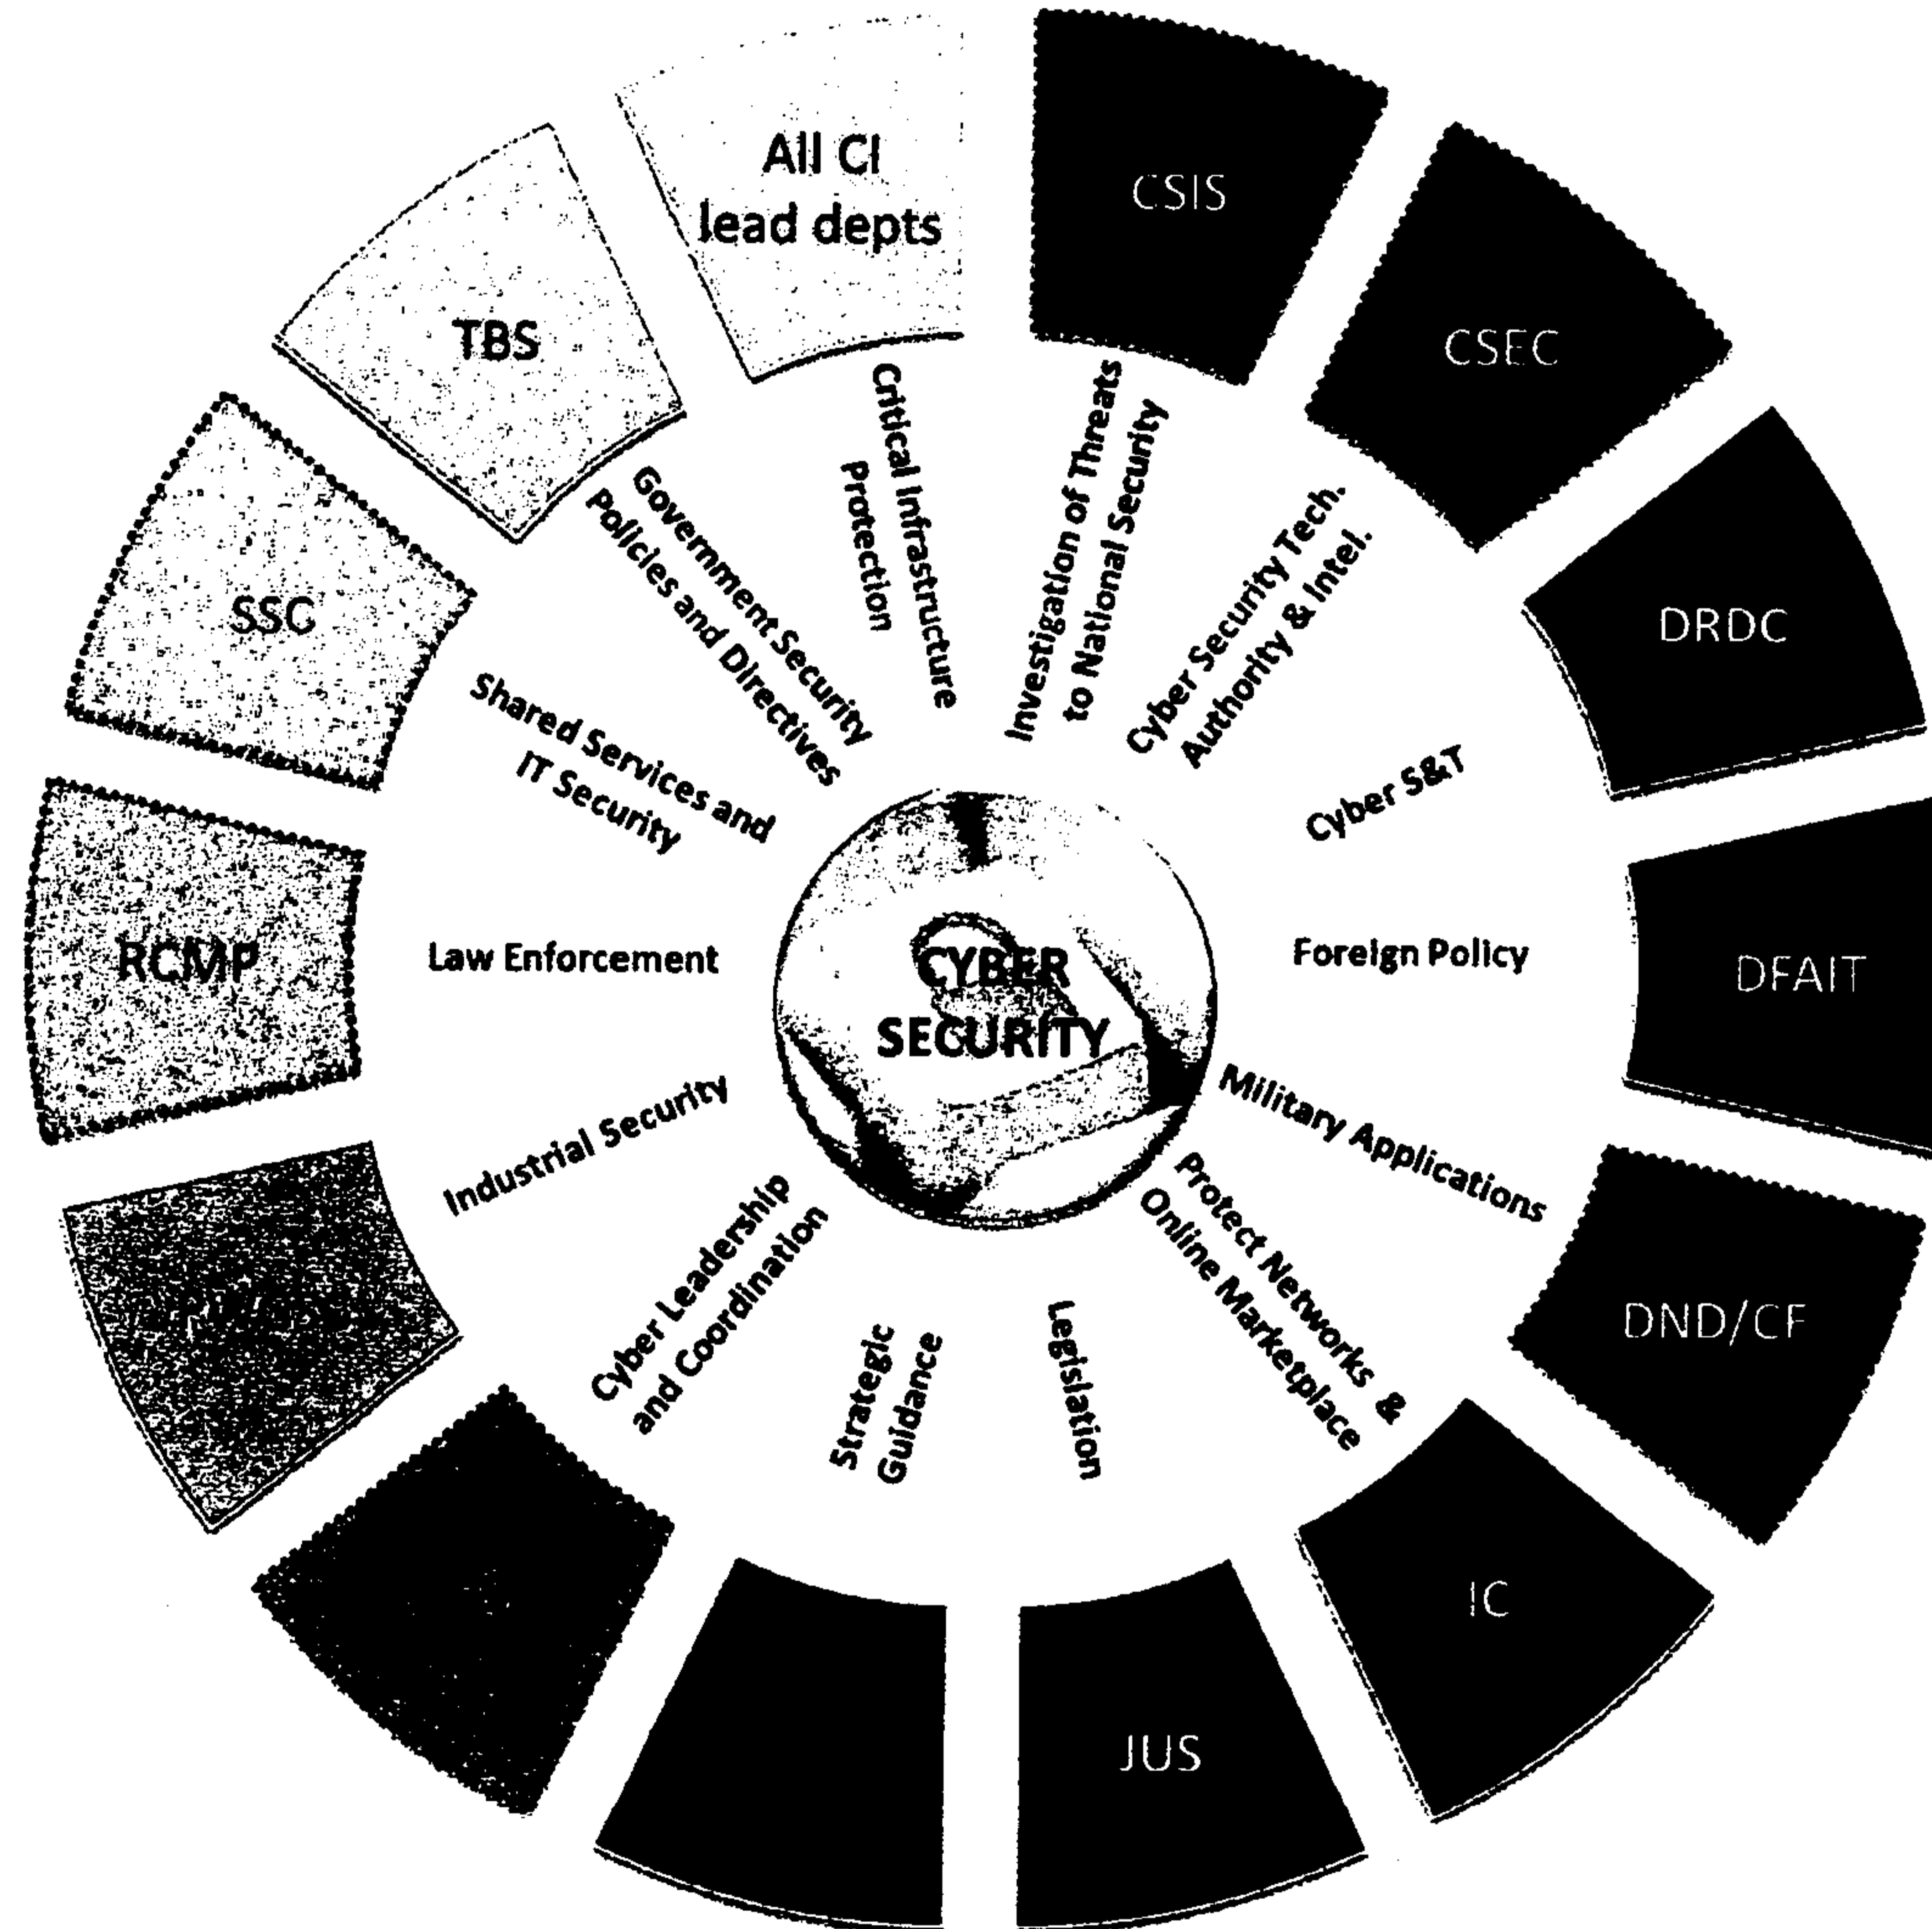 All CI
lead depts
CSIS
CSEC
DRDC
DFAIT
DND/CF
IC
JUS
RCMP
SSC
TBS
Critical Infrastructure
Protection
Investigation of Threats
to National Security
Cyber Security Tech.
Authority & Intel.
Cyber S&T
Foreign Policy
Military Applications
Protect Networks &
Online Marketplace
Legislation
Strategic
Guidance
Cyber Leadership
and Coordination
Industrial Security
Law Enforcement
Shared Services and
IT Security
Government Security
Policies and Directives
CYBER
SECURITY